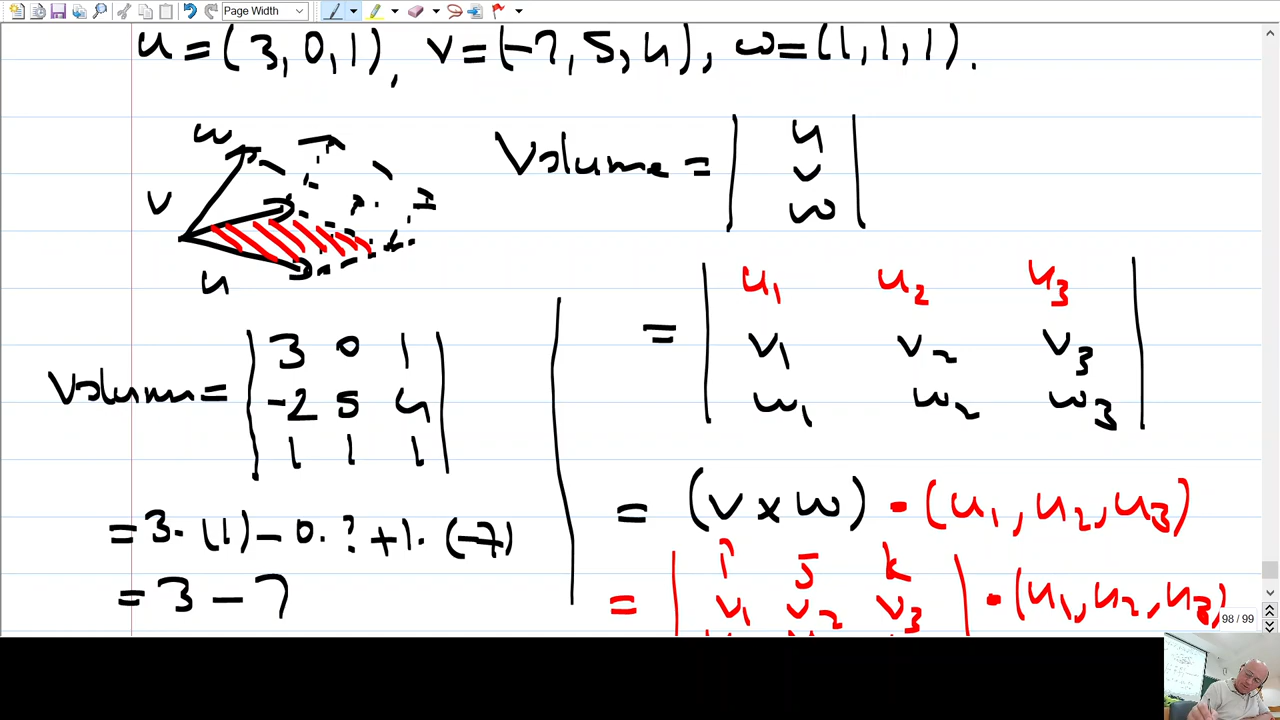 Page Width
u = (3, 0, 1), v = (-2, 5, 4), w = (1, 1, 1).
w
v
u
Volume = | u |
| v |
| w |
= | u1 u2 u3 |
| v1 v2 v3 |
| w1 w2 w3 |
= (v × w) • (u1, u2, u3)
= | i j k | • (u1, u2, u3)
| v1 v2 v3 |
Volume = | 3 0 1 |
| -2 5 4 |
| 1 1 1 |
= 3 · (1) - 0 · ? + 1 · (-7)
= 3 - 7
98 / 99